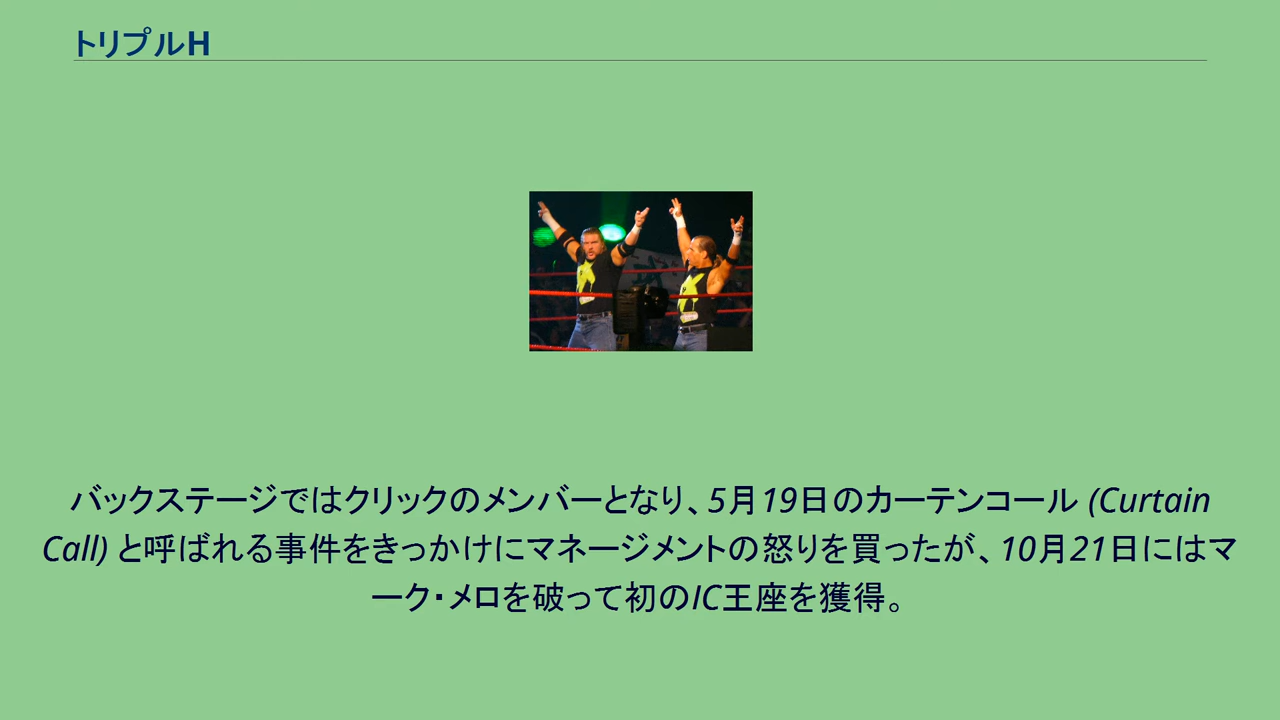 トリプルH
バックステージではクリックのメンバーとなり、5月19日のカーテンコール (Curtain
Call) と呼ばれる事件をきっかけにマネージメントの怒りを買ったが、10月21日にはマ
ーク・メロを破って初のIC王座を獲得。